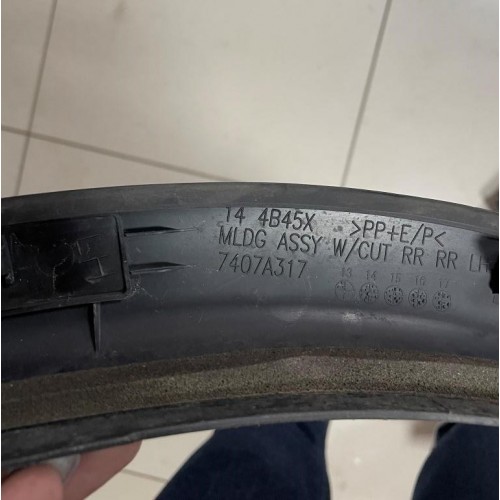 14 4B45X >PP+E/P<
MLDG ASSY W/CUT RR RR LH
7407A317
13 14 15 16 17